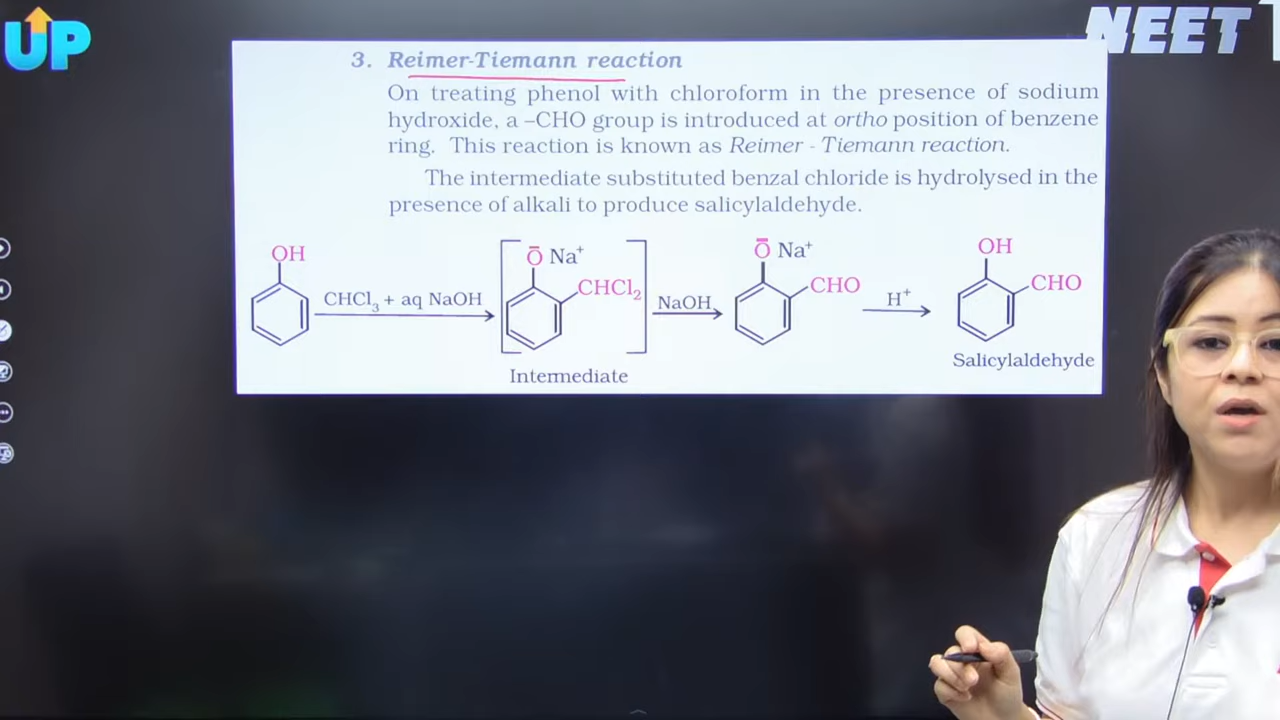 UP
NEET
3. Reimer-Tiemann reaction
On treating phenol with chloroform in the presence of sodium
hydroxide, a –CHO group is introduced at ortho position of benzene
ring. This reaction is known as Reimer - Tiemann reaction.
The intermediate substituted benzal chloride is hydrolysed in the
presence of alkali to produce salicylaldehyde.
OH
CHCl₃ + aq NaOH
Ō Na⁺
CHCl₂
Intermediate
NaOH
Ō Na⁺
CHO
H⁺
OH
CHO
Salicylaldehyde